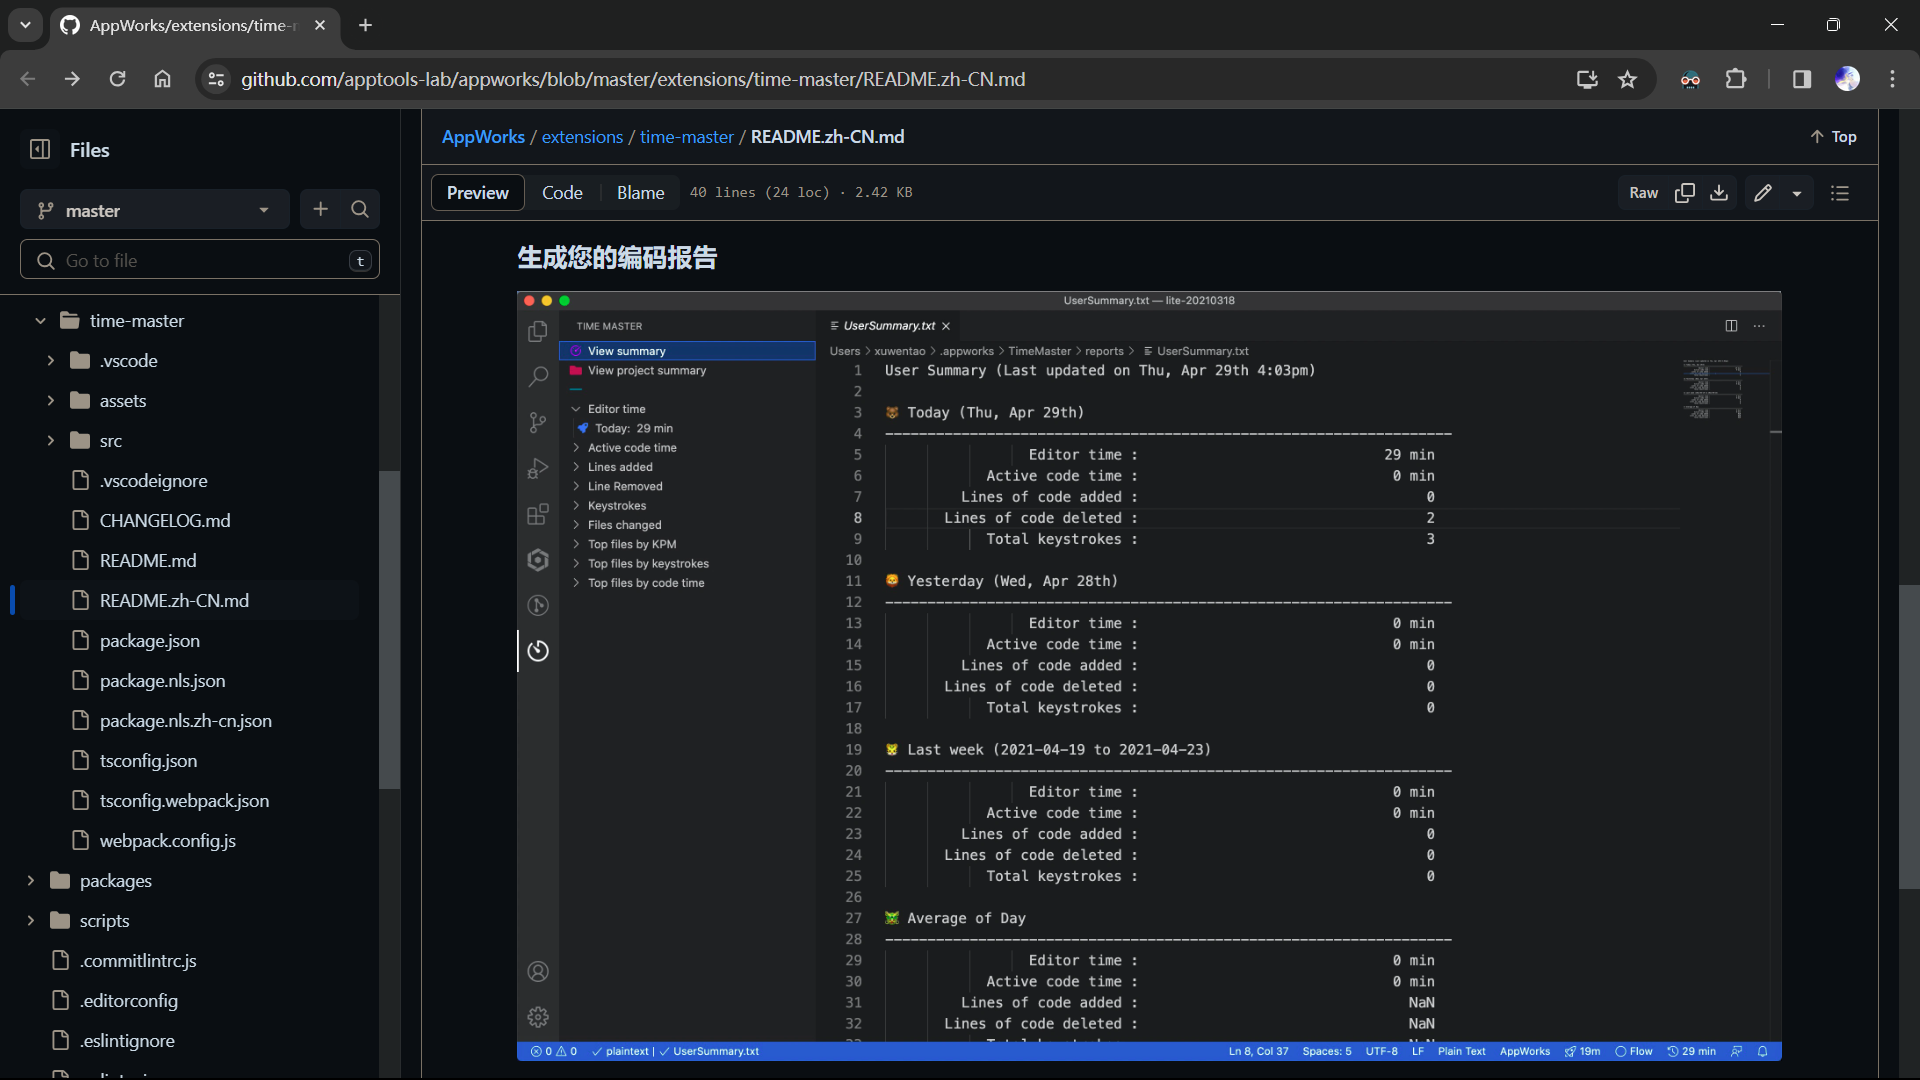 AppWorks/extensions/time-n
github.com/apptools-lab/appworks/blob/master/extensions/time-master/README.zh-CN.md
Files
master
Go to file
t
time-master
.vscode
assets
src
.vscodeignore
CHANGELOG.md
README.md
README.zh-CN.md
package.json
package.nls.json
package.nls.zh-cn.json
tsconfig.json
tsconfig.webpack.json
webpack.config.js
packages
scripts
.commitlintrc.js
.editorconfig
.eslintignore
AppWorks / extensions / time-master / README.zh-CN.md
Top
Preview Code Blame 40 lines (24 loc) · 2.42 KB
Raw
生成您的编码报告
UserSummary.txt — lite-20210318
TIME MASTER
View summary
View project summary
Editor time
Today: 29 min
Active code time
Lines added
Line Removed
Keystrokes
Files changed
Top files by KPM
Top files by keystrokes
Top files by code time
UserSummary.txt
Users > xuwentao > .appworks > TimeMaster > reports > UserSummary.txt
1 User Summary (Last updated on Thu, Apr 29th 4:03pm)
2
3 🐻 Today (Thu, Apr 29th)
4
5 Editor time : 29 min
6 Active code time : 0 min
7 Lines of code added : 0
8 Lines of code deleted : 2
9 Total keystrokes : 3
10
11 🦁 Yesterday (Wed, Apr 28th)
12
13 Editor time : 0 min
14 Active code time : 0 min
15 Lines of code added : 0
16 Lines of code deleted : 0
17 Total keystrokes : 0
18
19 🐯 Last week (2021-04-19 to 2021-04-23)
20
21 Editor time : 0 min
22 Active code time : 0 min
23 Lines of code added : 0
24 Lines of code deleted : 0
25 Total keystrokes : 0
26
27 🐲 Average of Day
28
29 Editor time : 0 min
30 Active code time : 0 min
31 Lines of code added : NaN
32 Lines of code deleted : NaN
0 0 plaintext | UserSummary.txt
Ln 8, Col 37 Spaces: 5 UTF-8 LF Plain Text AppWorks 19m Flow 29 min